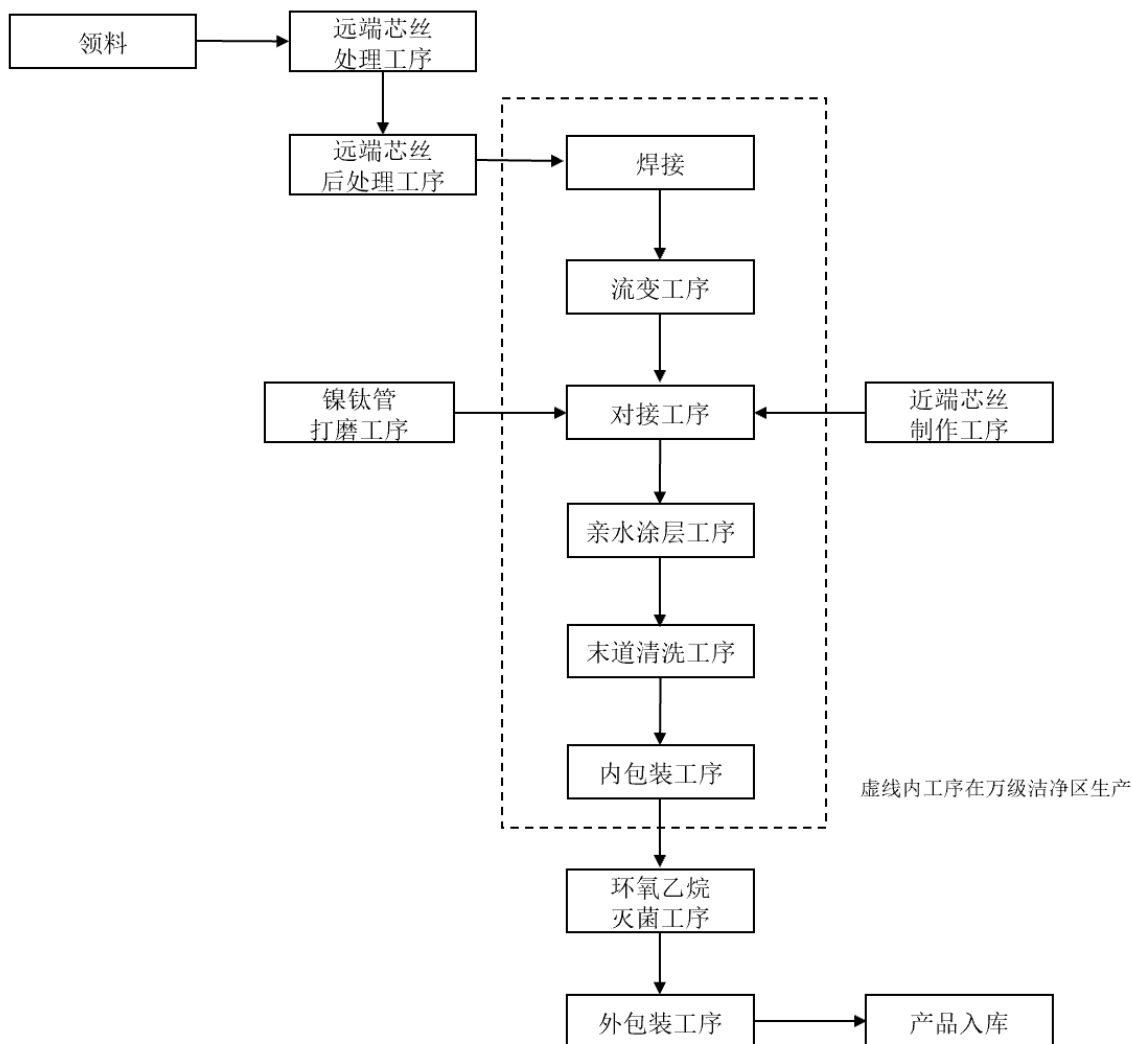 领料
远端芯丝
处理工序
远端芯丝
后处理工序
焊接
流变工序
镍钛管
打磨工序
对接工序
近端芯丝
制作工序
亲水涂层工序
末道清洗工序
内包装工序
虚线内工序在万级洁净区生产
环氧乙烷
灭菌工序
外包装工序
产品入库